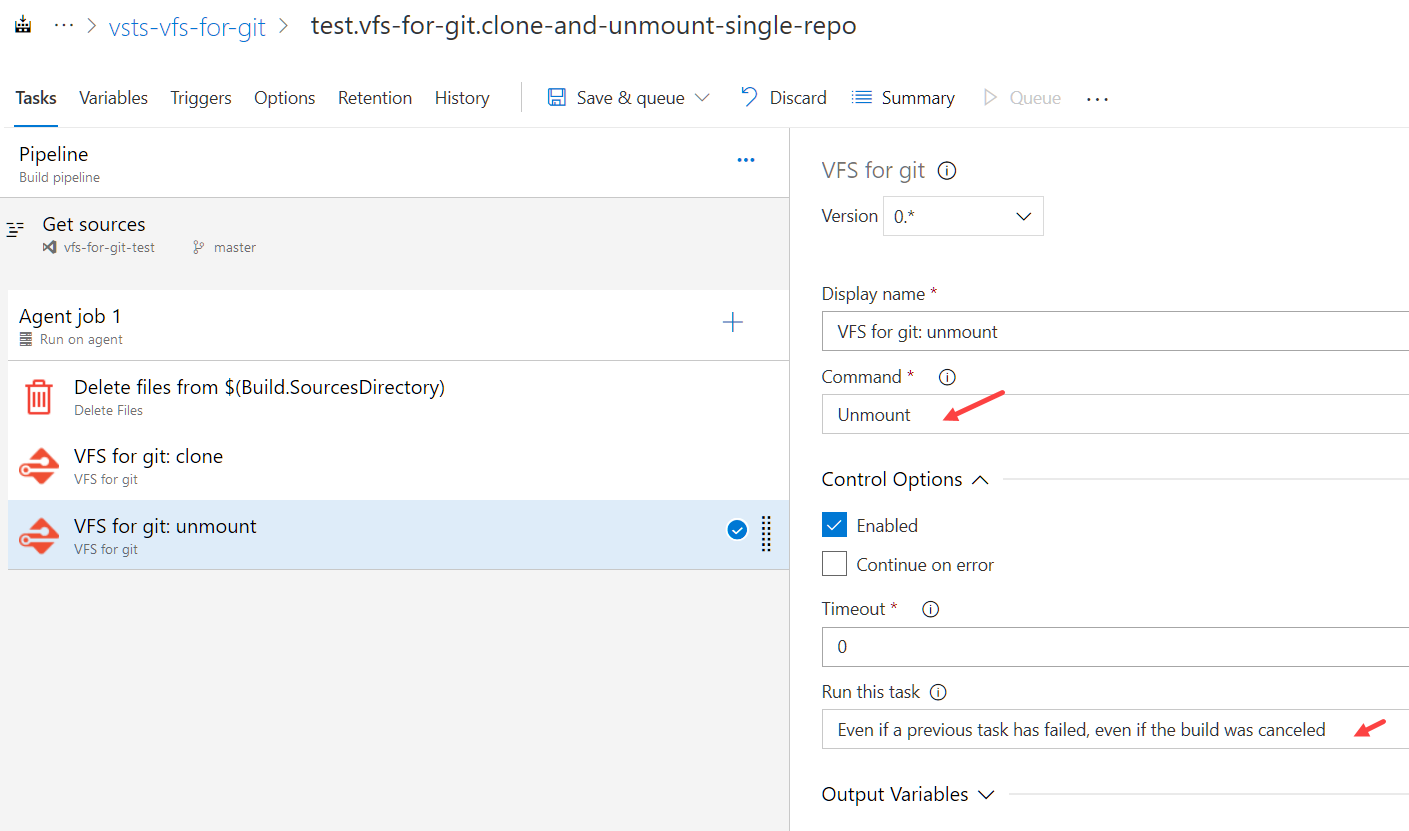 ... > vsts-vfs-for-git > test.vfs-for-git.clone-and-unmount-single-repo
Tasks Variables Triggers Options Retention History Save & queue Discard Summary Queue ...
Pipeline
Build pipeline
Get sources
vfs-for-git-test master
Agent job 1
Run on agent
Delete files from $(Build.SourcesDirectory)
Delete Files
VFS for git: clone
VFS for git
VFS for git: unmount
VFS for git
VFS for git
Version 0.*
Display name *
VFS for git: unmount
Command *
Unmount
Control Options
Enabled
Continue on error
Timeout *
0
Run this task
Even if a previous task has failed, even if the build was canceled
Output Variables